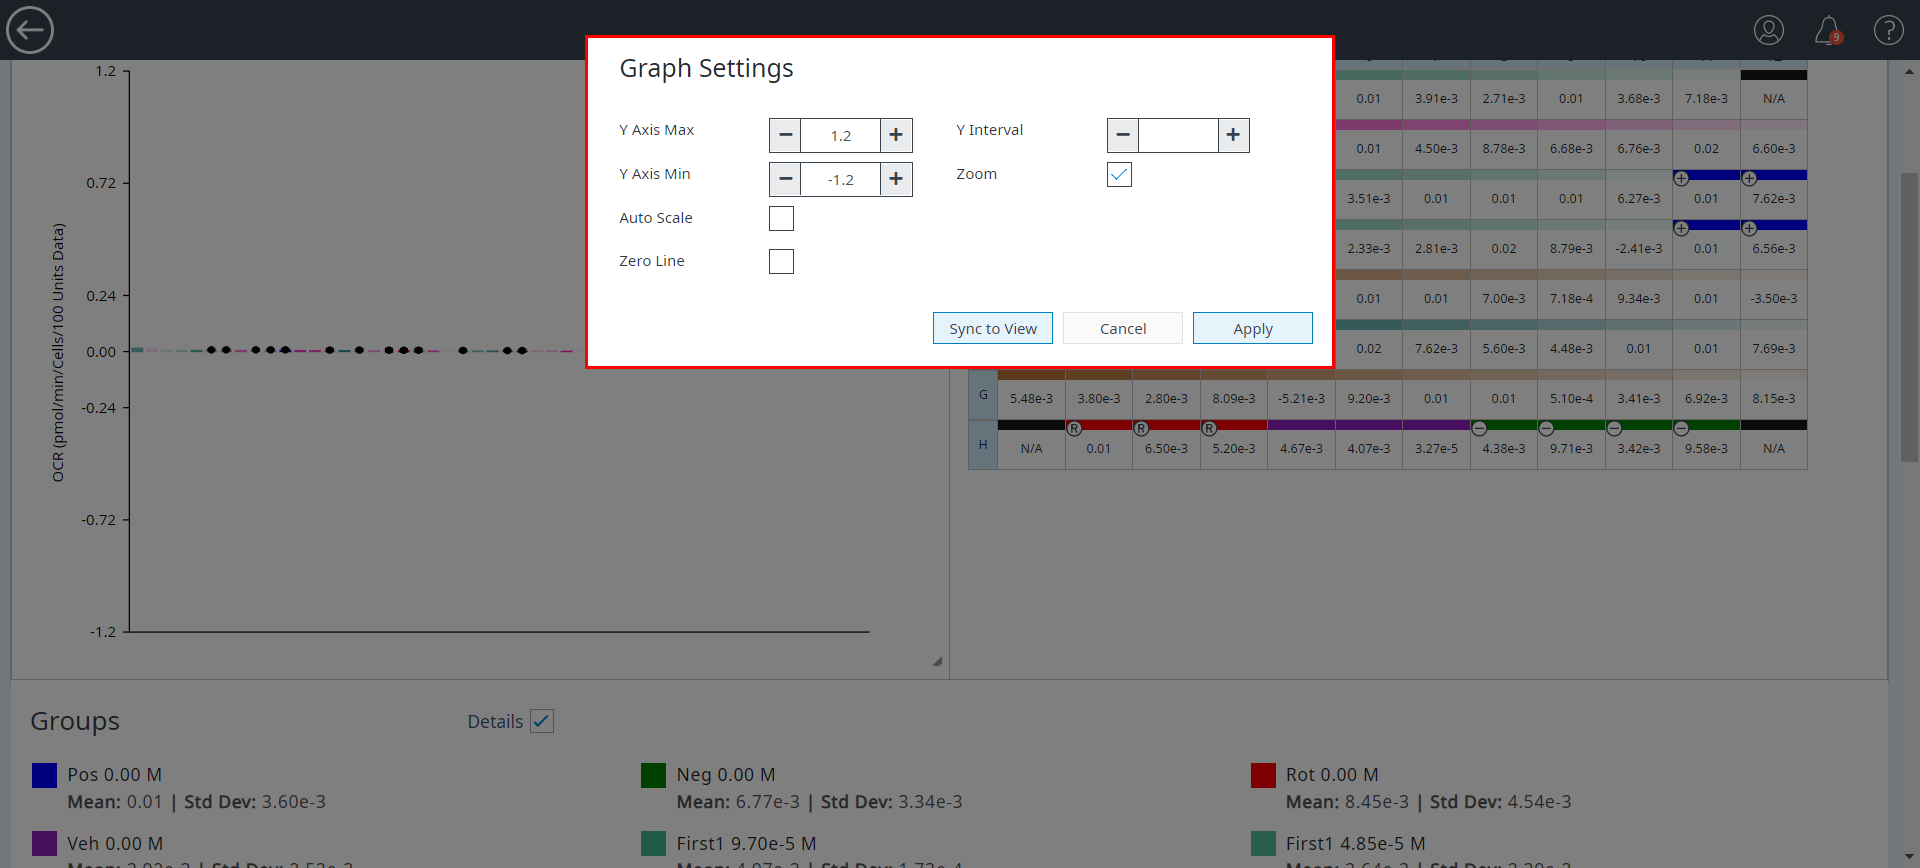 9
?
Graph Settings
Y Axis Max 1.2 Y Interval
Y Axis Min -1.2 Zoom
Auto Scale
Zero Line
Sync to View Cancel Apply
OCR (pmol/min/Cells/100 Units Data)
1.2
0.72
0.24
0.00
-0.24
-0.72
-1.2
0.01 3.91e-3 2.71e-3 0.01 3.68e-3 7.18e-3 N/A
0.01 4.50e-3 8.78e-3 6.68e-3 6.76e-3 0.02 6.60e-3
3.51e-3 0.01 0.01 0.01 6.27e-3 0.01 7.62e-3
2.33e-3 2.81e-3 0.02 8.79e-3 -2.41e-3 0.01 6.56e-3
0.01 0.01 7.00e-3 7.18e-4 9.34e-3 0.01 -3.50e-3
0.02 7.62e-3 5.60e-3 4.48e-3 0.01 0.01 7.69e-3
G 5.48e-3 3.80e-3 2.80e-3 8.09e-3 -5.21e-3 9.20e-3 0.01 0.01 5.10e-4 3.41e-3 6.92e-3 8.15e-3
R R R
H N/A 0.01 6.50e-3 5.20e-3 4.67e-3 4.07e-3 3.27e-5 4.38e-3 9.71e-3 3.42e-3 9.58e-3 N/A
Groups Details
Pos 0.00 M
Mean: 0.01 | Std Dev: 3.60e-3
Neg 0.00 M
Mean: 6.77e-3 | Std Dev: 3.34e-3
Rot 0.00 M
Mean: 8.45e-3 | Std Dev: 4.54e-3
Veh 0.00 M
First1 9.70e-5 M
First1 4.85e-5 M